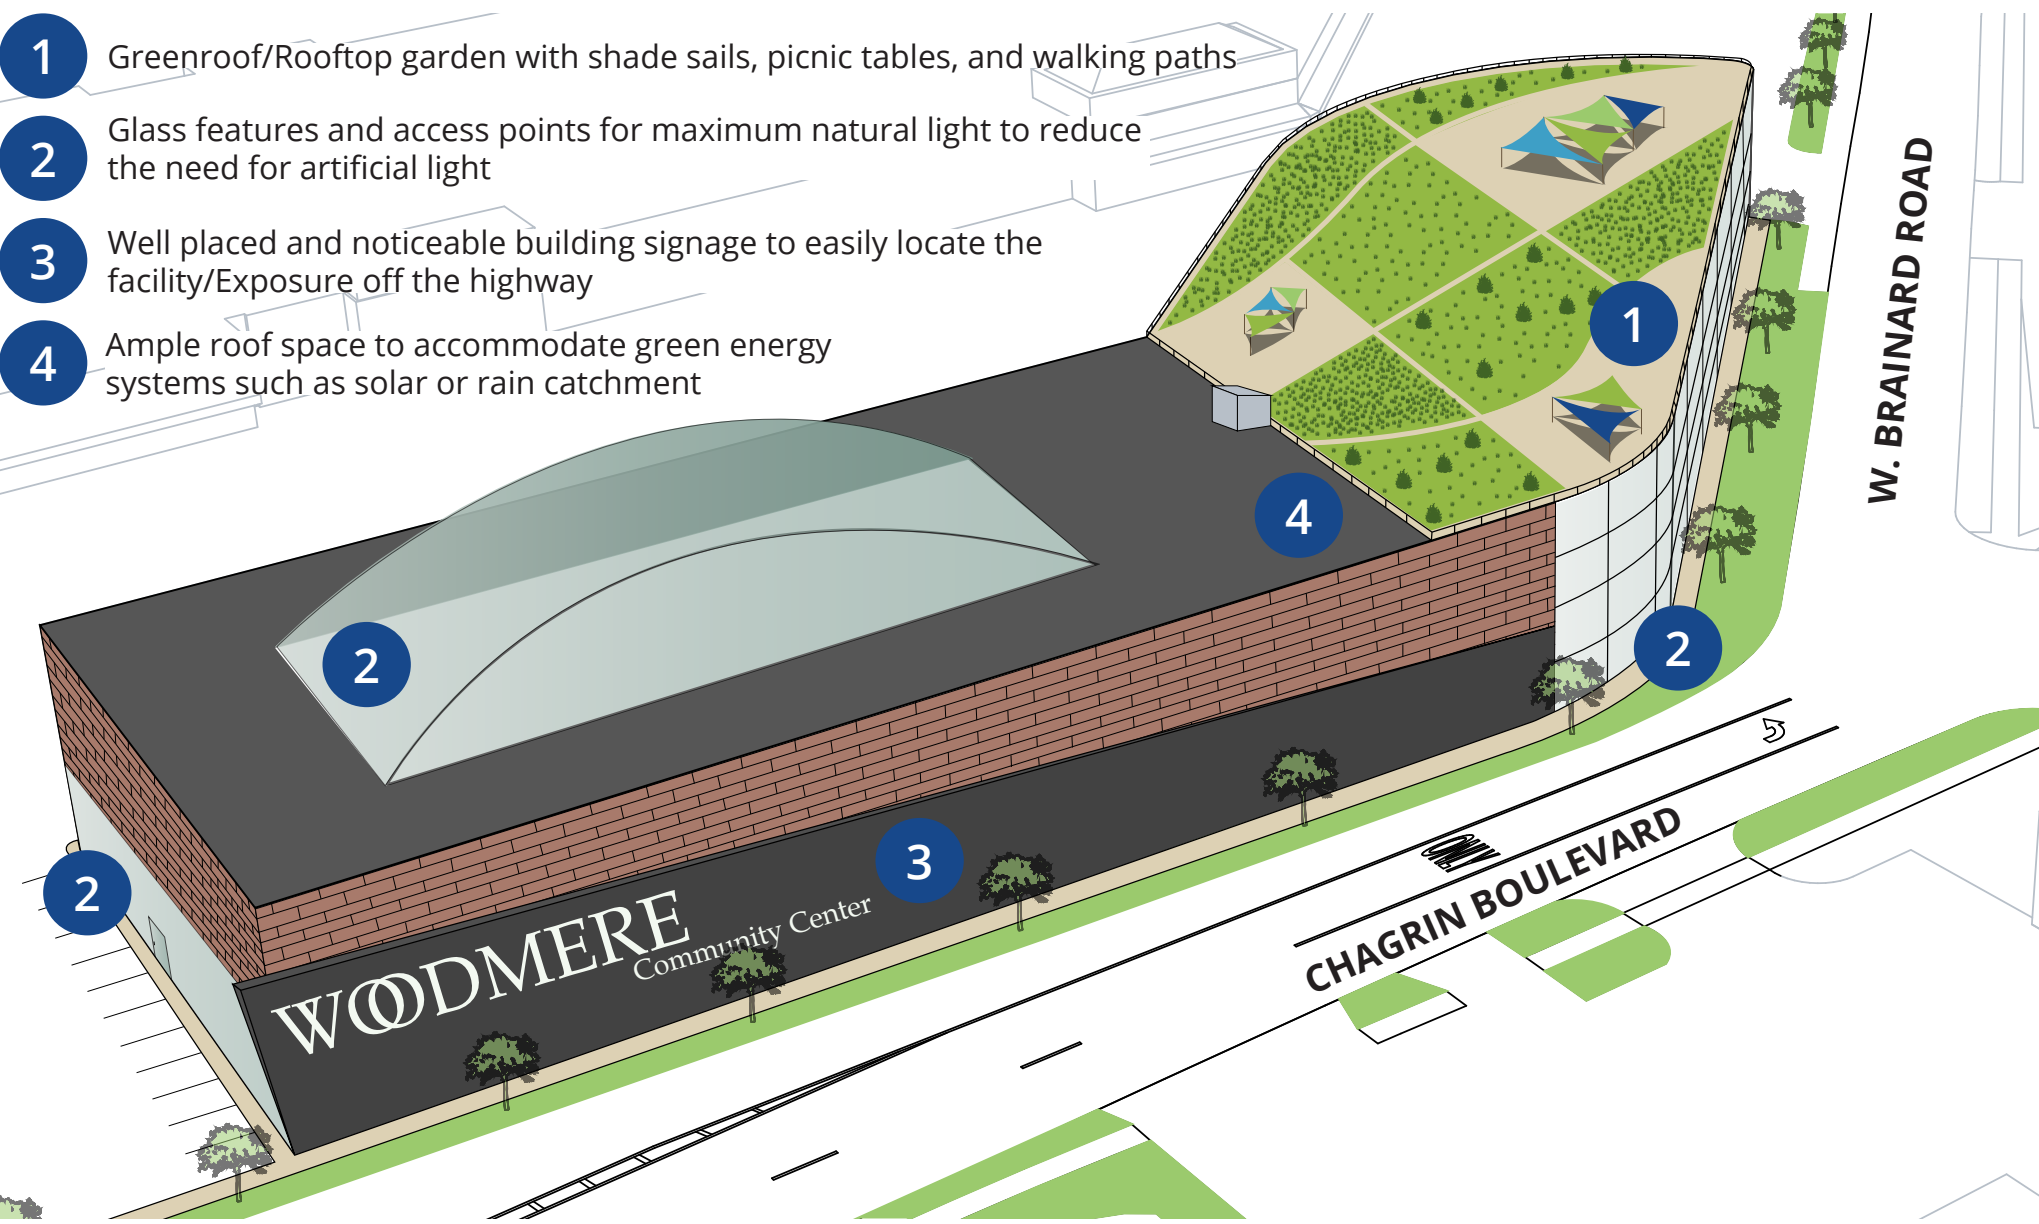 1
Greenroof/Rooftop garden with shade sails, picnic tables, and walking paths
2
Glass features and access points for maximum natural light to reduce
the need for artificial light
3
Well placed and noticeable building signage to easily locate the
facility/Exposure off the highway
4
Ample roof space to accommodate green energy
systems such as solar or rain catchment
1
W. BRAINARD ROAD
4
2
2
3
2
WOODMERE
Community Center
ONLY
CHAGRIN BOULEVARD